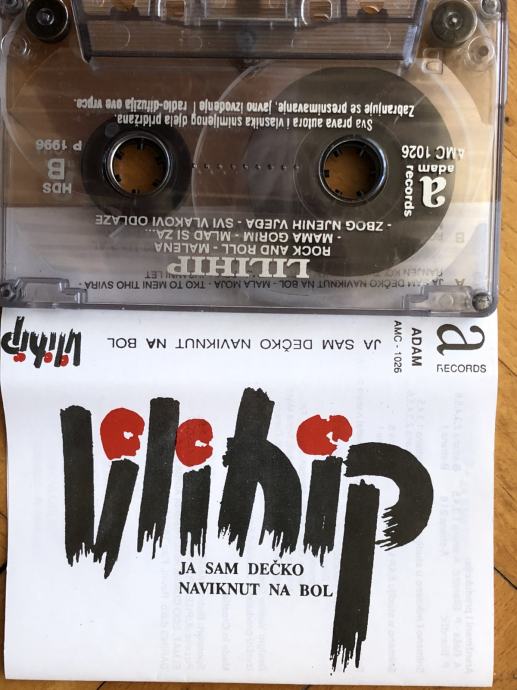 Sva prava autora i vlasnika snimljenog djela pridržana.
Zabranjuje se presnimavanje, javno izvođenje i radio-difuzija ove vrpce.
a
adam
records
AMC 1026
HDS
B
P 1996
LILIHIP
ROCK AND ROLL - MALENA
- MAMA GORIM - MLAD SI ZA...
- ZBOG NJENIH VJEĐA - SVI VLAKOVI ODLAZE
JA SAM DEČKO NAVIKNUT NA BOL - MALA MOJA - TKO TO MENI TIHO SVIRA
lilihip
JA SAM DEČKO NAVIKNUT NA BOL
ADAM
AMC - 1026
a
RECORDS
lilihip
JA SAM DEČKO
NAVIKNUT NA BOL